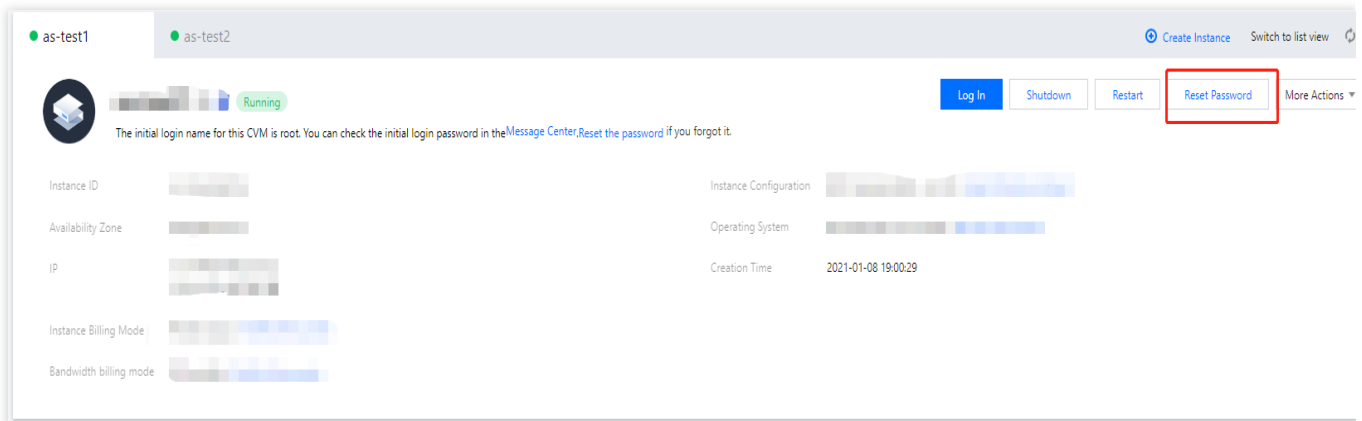 as-test1
as-test2
Create Instance
Switch to list view
Running
Log In
Shutdown
Restart
Reset Password
More Actions
The initial login name for this CVM is root. You can check the initial login password in the Message Center,Reset the password if you forgot it.
Instance ID
Instance Configuration
Availability Zone
Operating System
IP
Creation Time
2021-01-08 19:00:29
Instance Billing Mode
Bandwidth billing mode